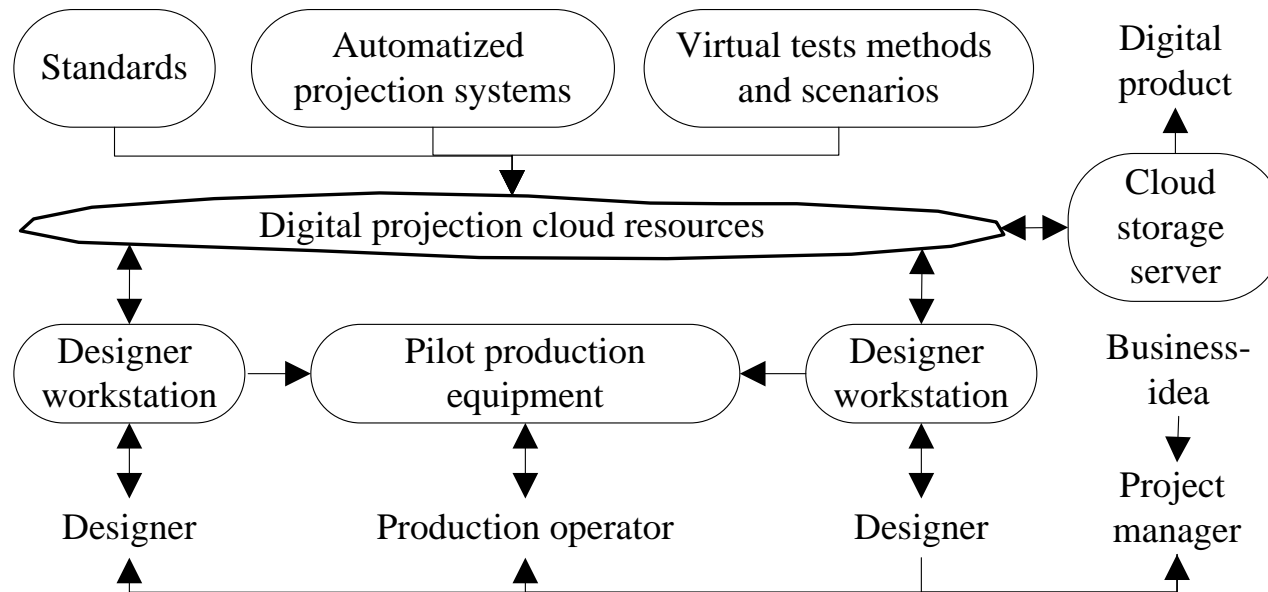 Standards
Automatized
projection systems
Virtual tests methods
and scenarios
Digital
product
Digital projection cloud resources
Cloud
storage
server
Designer
workstation
Pilot production
equipment
Designer
workstation
Business-
idea
Designer
Production operator
Designer
Project
manager